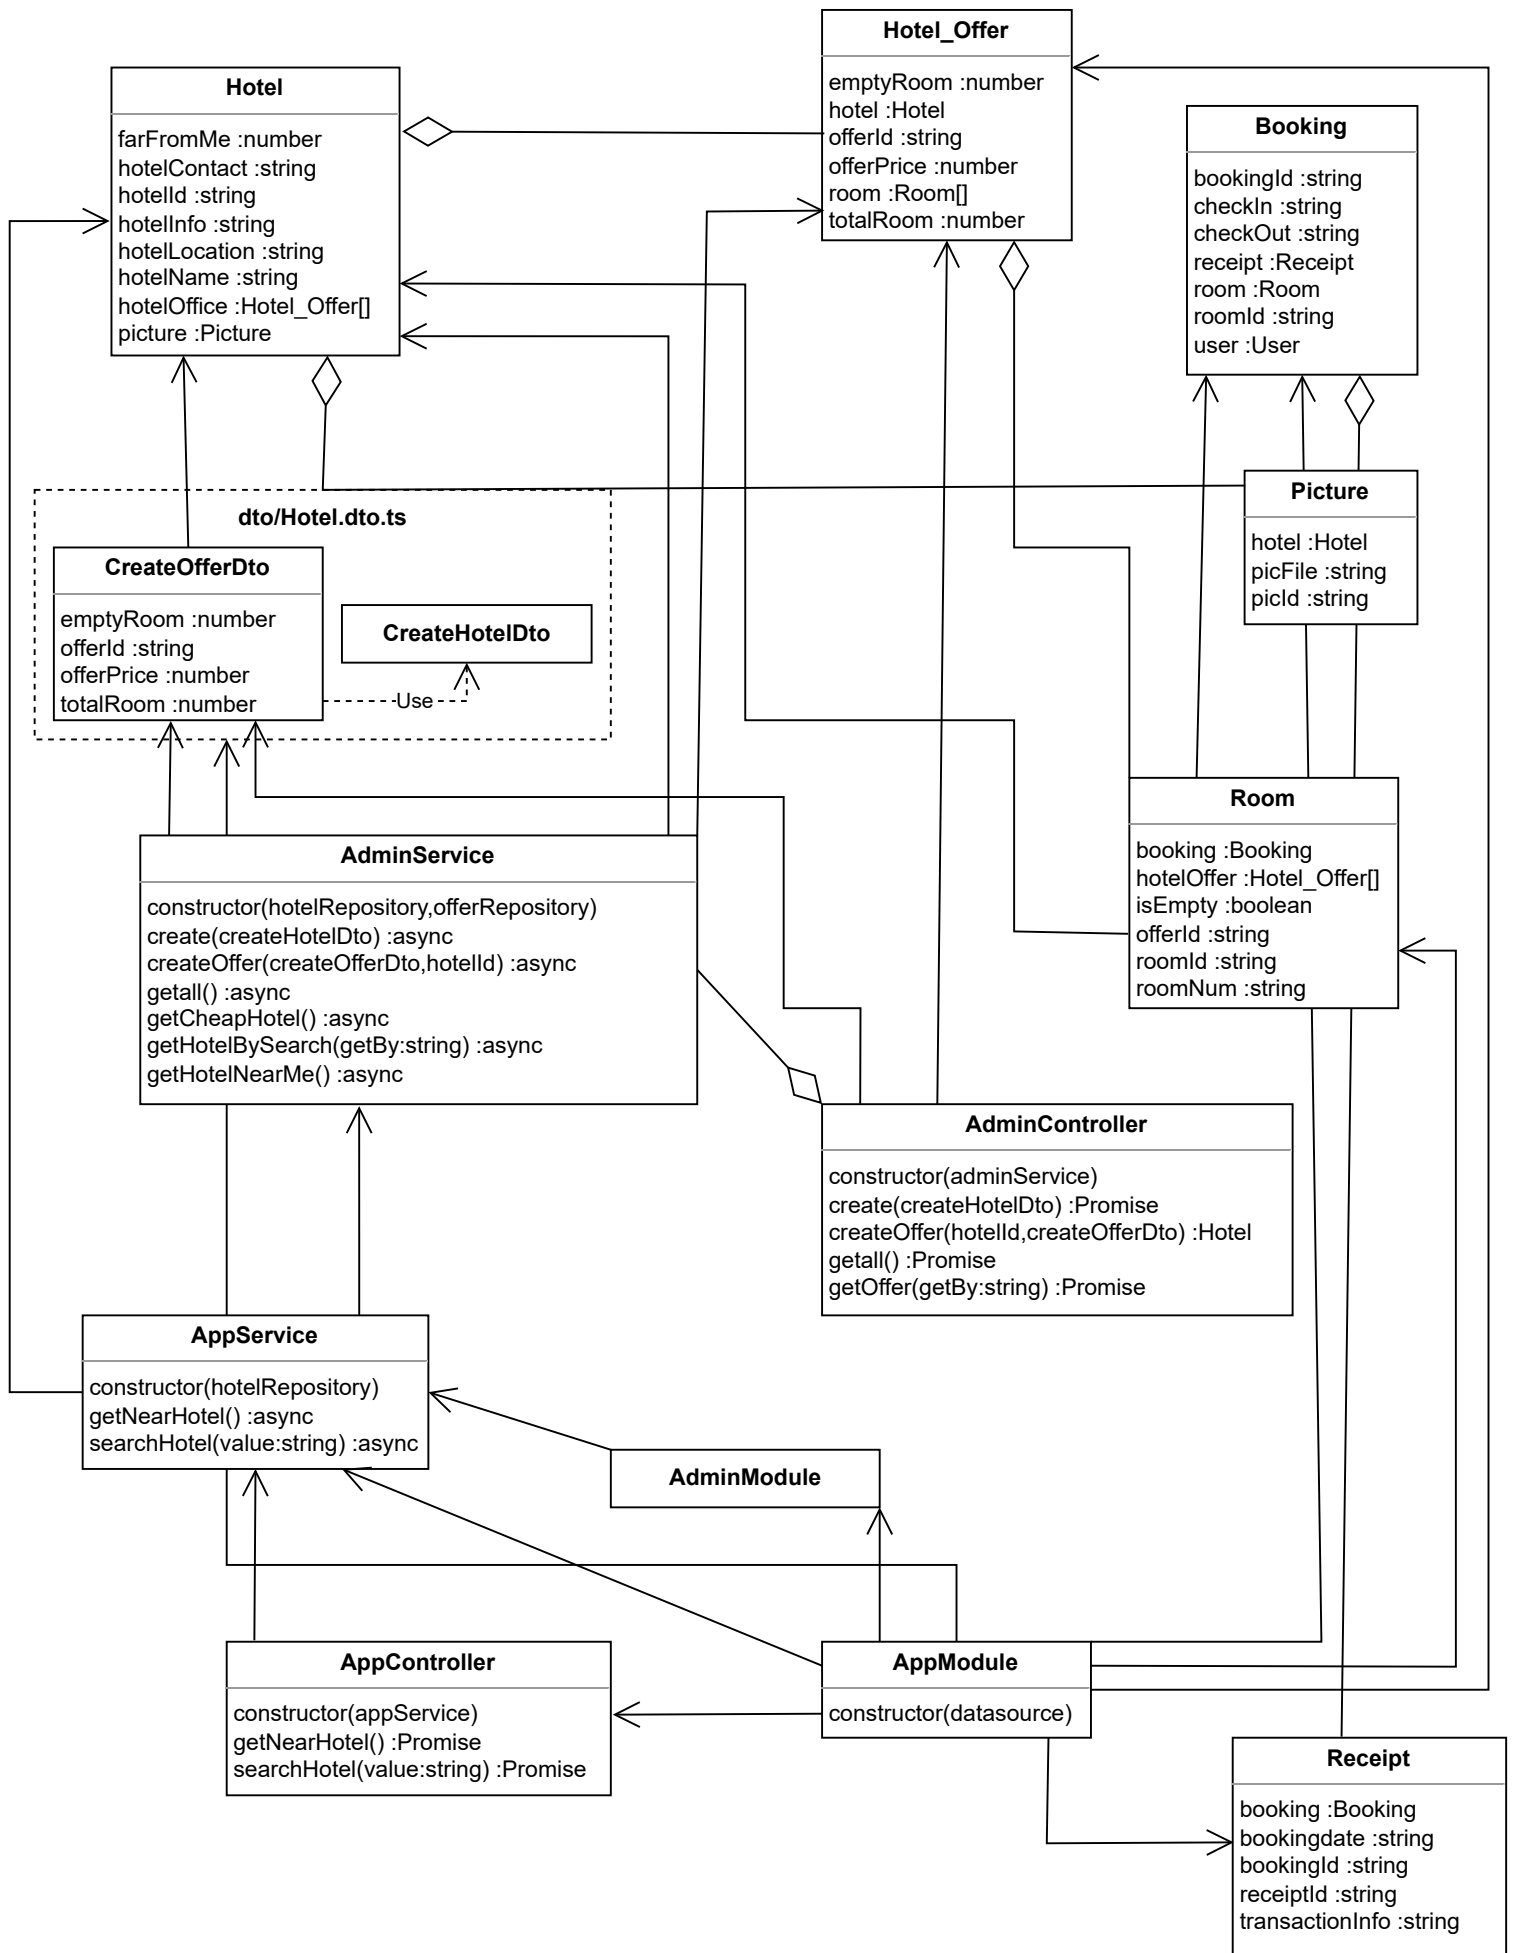 Hotel_Offer
emptyRoom :number
hotel :Hotel
offerId :string
offerPrice :number
room :Room[]
totalRoom :number
Hotel
farFromMe :number
hotelContact :string
hotelId :string
hotelInfo :string
hotelLocation :string
hotelName :string
hotelOffice :Hotel_Offer[]
picture :Picture
Booking
bookingId :string
checkIn :string
checkOut :string
receipt :Receipt
room :Room
roomId :string
user :User
Picture
hotel :Hotel
picFile :string
picId :string
dto/Hotel.dto.ts
CreateOfferDto
emptyRoom :number
offerId :string
offerPrice :number
totalRoom :number
CreateHotelDto
Use
Room
booking :Booking
hotelOffer :Hotel_Offer[]
isEmpty :boolean
offerId :string
roomId :string
roomNum :string
AdminService
constructor(hotelRepository,offerRepository)
create(createHotelDto) :async
createOffer(createOfferDto,hotelId) :async
getall() :async
getCheapHotel() :async
getHotelBySearch(getBy:string) :async
getHotelNearMe() :async
AdminController
constructor(adminService)
create(createHotelDto) :Promise
createOffer(hotelId,createOfferDto) :Hotel
getall() :Promise
getOffer(getBy:string) :Promise
AppService
constructor(hotelRepository)
getNearHotel() :async
searchHotel(value:string) :async
AdminModule
AppController
constructor(appService)
getNearHotel() :Promise
searchHotel(value:string) :Promise
AppModule
constructor(datasource)
Receipt
booking :Booking
bookingdate :string
bookingId :string
receiptId :string
transactionInfo :string